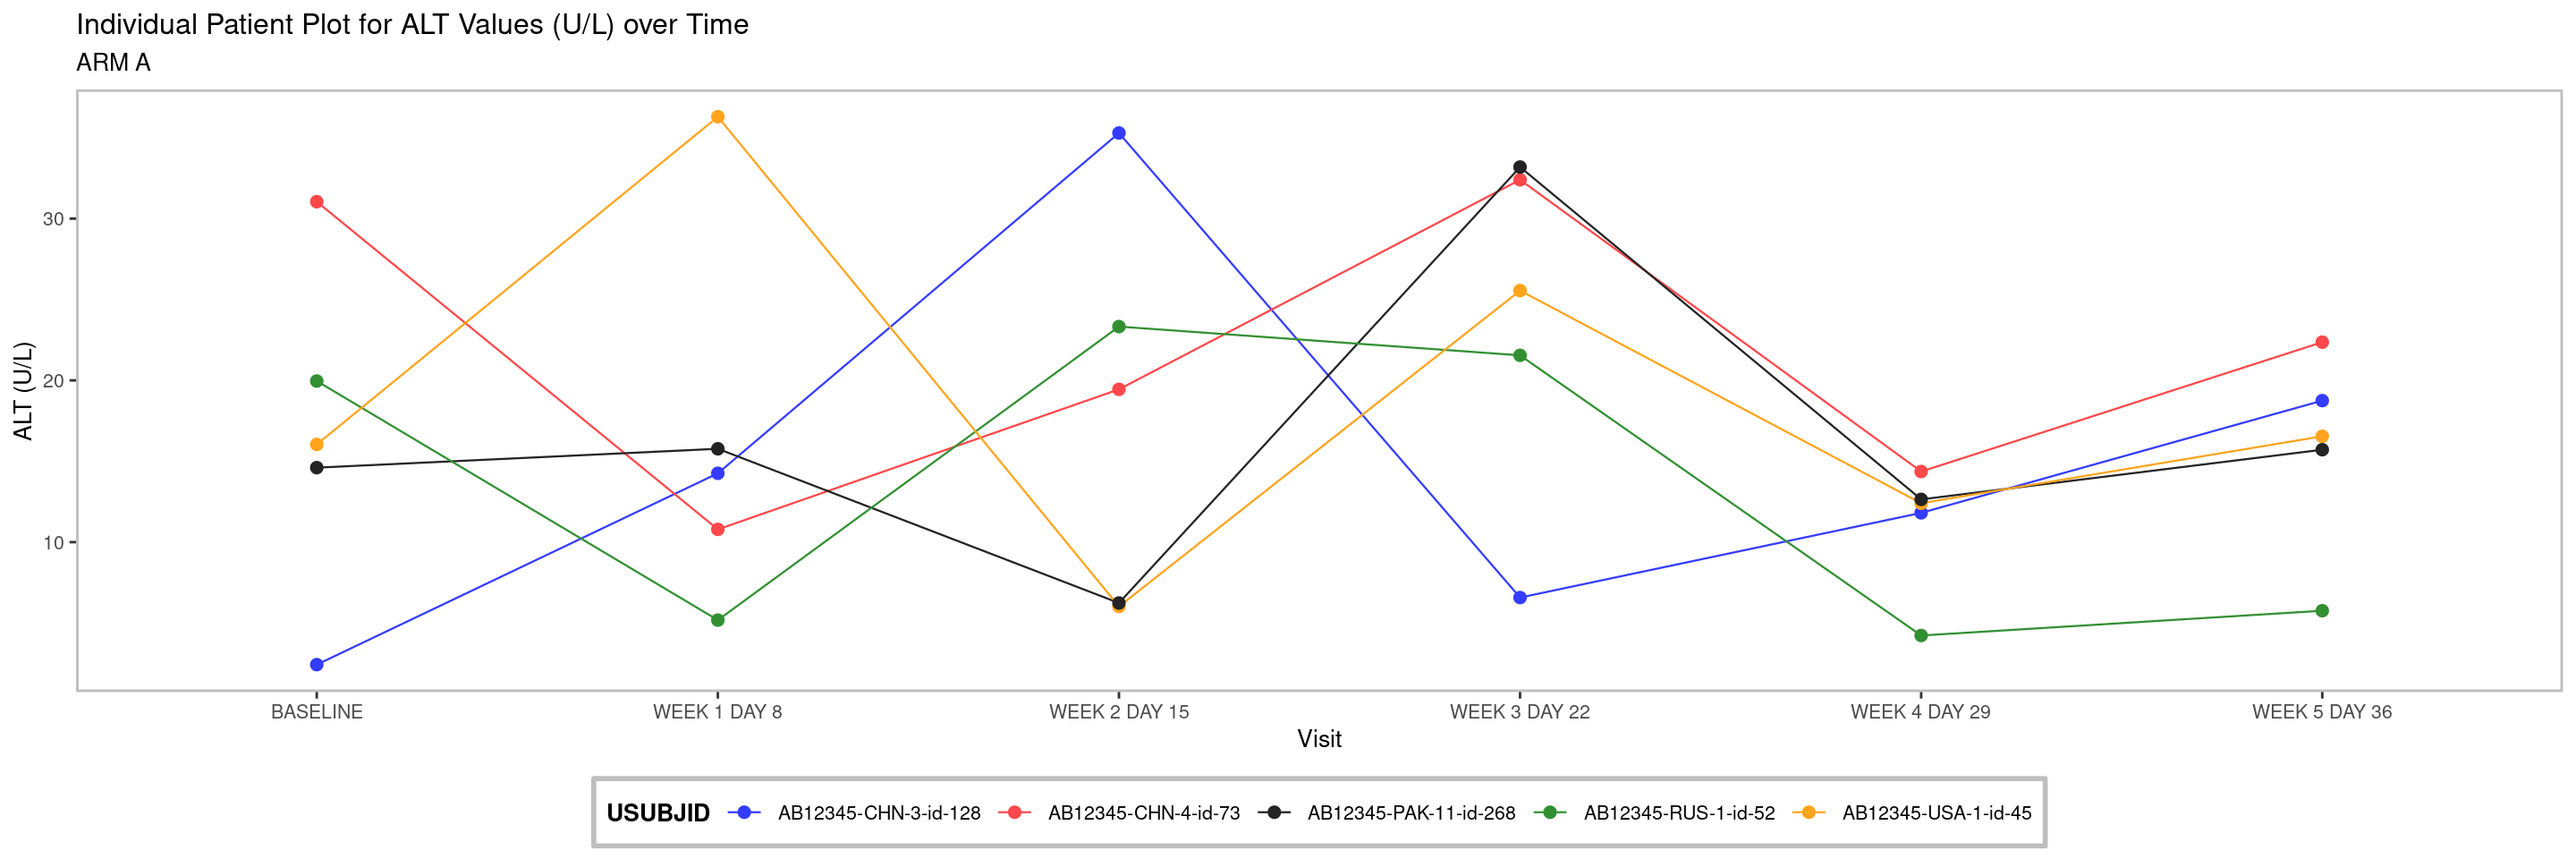 Individual Patient Plot for ALT Values (U/L) over Time
ARM A
ALT (U/L)
30
20
10
BASELINE WEEK 1 DAY 8 WEEK 2 DAY 15 WEEK 3 DAY 22 WEEK 4 DAY 29 WEEK 5 DAY 36
Visit
USUBJID AB12345-CHN-3-id-128 AB12345-CHN-4-id-73 AB12345-PAK-11-id-268 AB12345-RUS-1-id-52 AB12345-USA-1-id-45